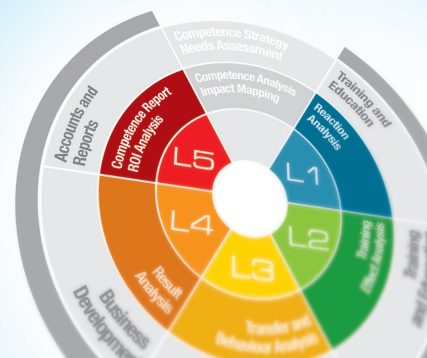 Competence Strategy
Needs Assessment
Competence Analysis
Impact Mapping
Training and
Education
Reaction
Analysis
L1
Training
Effect Analysis
L2
Training
Transfer and
Behaviour Analysis
L3
Business
Development
Result
Analysis
L4
Accounts and
Reports
Competence Report
ROI Analysis
L5